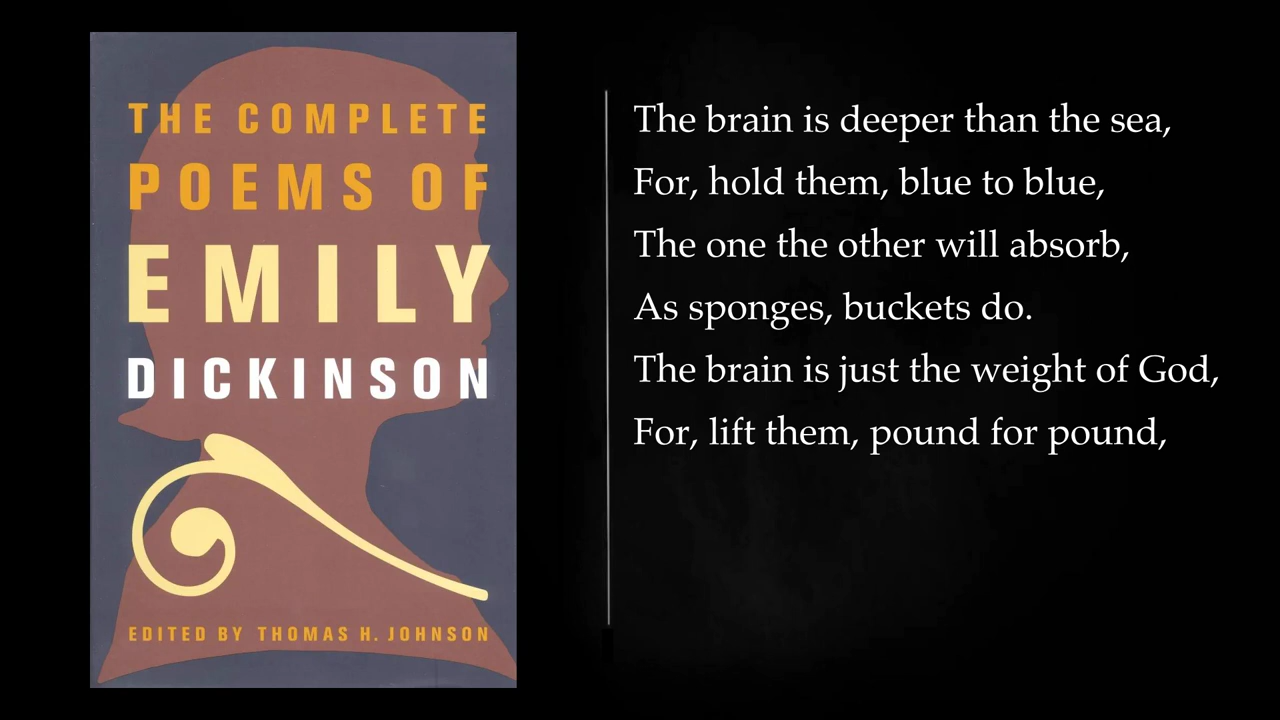 THE COMPLETE
POEMS OF
EMILY
DICKINSON
EDITED BY THOMAS H. JOHNSON
The brain is deeper than the sea,
For, hold them, blue to blue,
The one the other will absorb,
As sponges, buckets do.
The brain is just the weight of God,
For, lift them, pound for pound,